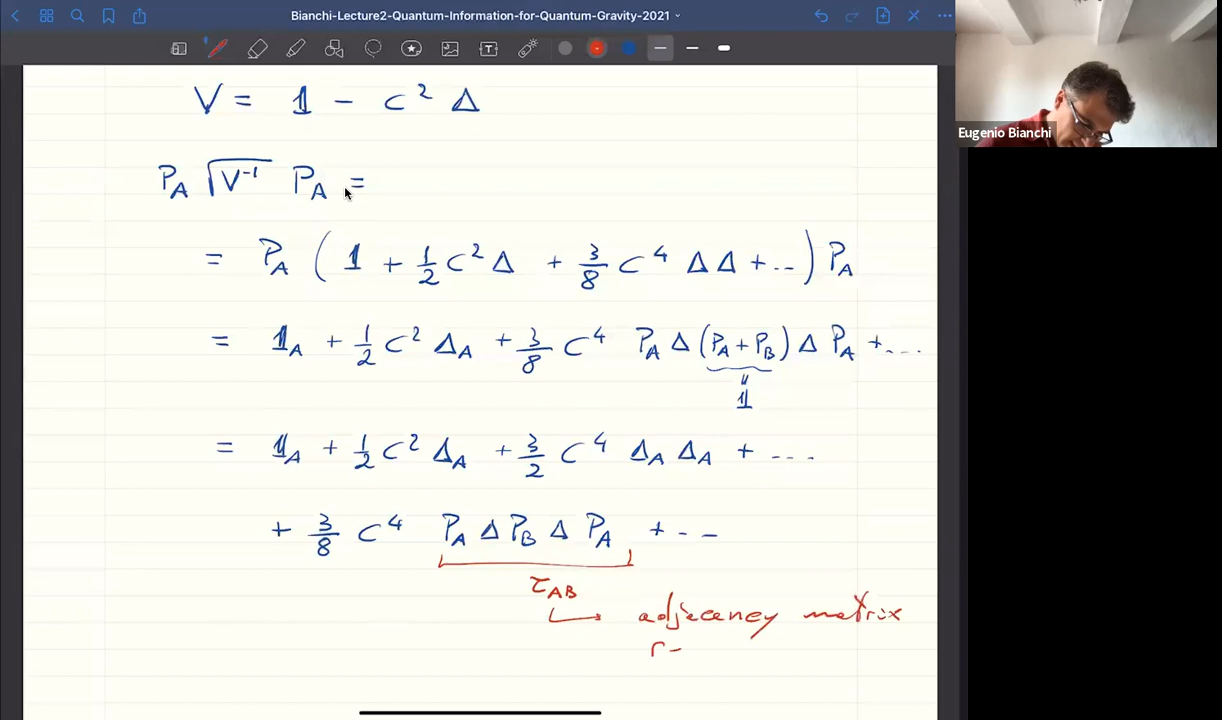 Bianchi-Lecture2-Quantum-Information-for-Quantum-Gravity-2021
Eugenio Bianchi
V = 1 - c² Δ
P_A √V⁻¹ P_A =
= P_A ( 1 + 1/2 c² Δ + 3/8 c⁴ Δ Δ + .. ) P_A
= 1_A + 1/2 c² Δ_A + 3/8 c⁴ P_A Δ (P_A + P_B) Δ P_A + ....
1
= 1_A + 1/2 c² Δ_A + 3/2 c⁴ Δ_A Δ_A + ....
+ 3/8 c⁴ P_A Δ P_B Δ P_A + --
τ_AB
adjecency matrix